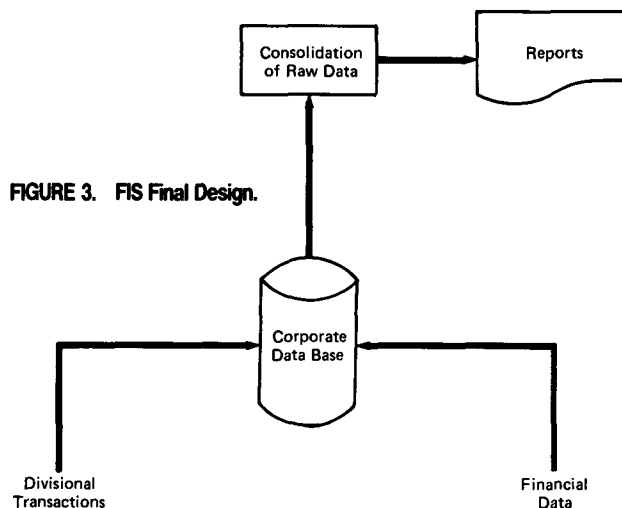 Consolidation
of Raw Data
Reports
FIGURE 3. FIS Final Design.
Corporate
Data Base
Divisional
Transactions
Financial
Data